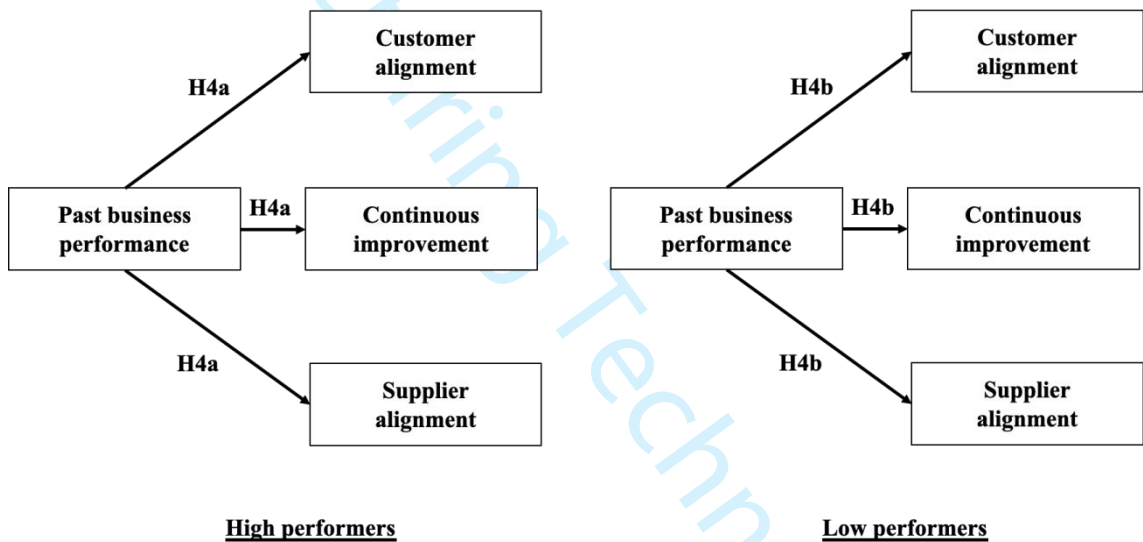 Customer
alignment
H4a
Past business
performance
H4a
Continuous
improvement
H4a
Supplier
alignment
High performers
Customer
alignment
H4b
Past business
performance
H4b
Continuous
improvement
H4b
Supplier
alignment
Low performers